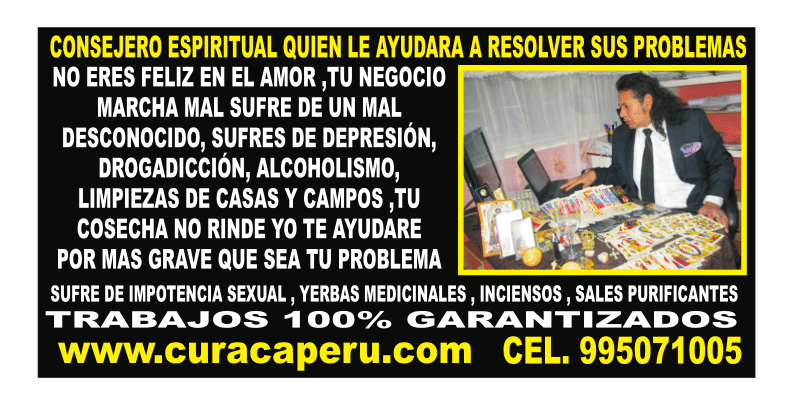 CONSEJERO ESPIRITUAL QUIEN LE AYUDARA A RESOLVER SUS PROBLEMAS
NO ERES FELIZ EN EL AMOR ,TU NEGOCIO
MARCHA MAL SUFRE DE UN MAL
DESCONOCIDO, SUFRES DE DEPRESIÓN,
DROGADICCIÓN, ALCOHOLISMO,
LIMPIEZAS DE CASAS Y CAMPOS ,TU
COSECHA NO RINDE YO TE AYUDARE
POR MAS GRAVE QUE SEA TU PROBLEMA
SUFRE DE IMPOTENCIA SEXUAL , YERBAS MEDICINALES , INCIENSOS , SALES PURIFICANTES
TRABAJOS 100% GARANTIZADOS
www.curacaperu.com CEL. 995071005